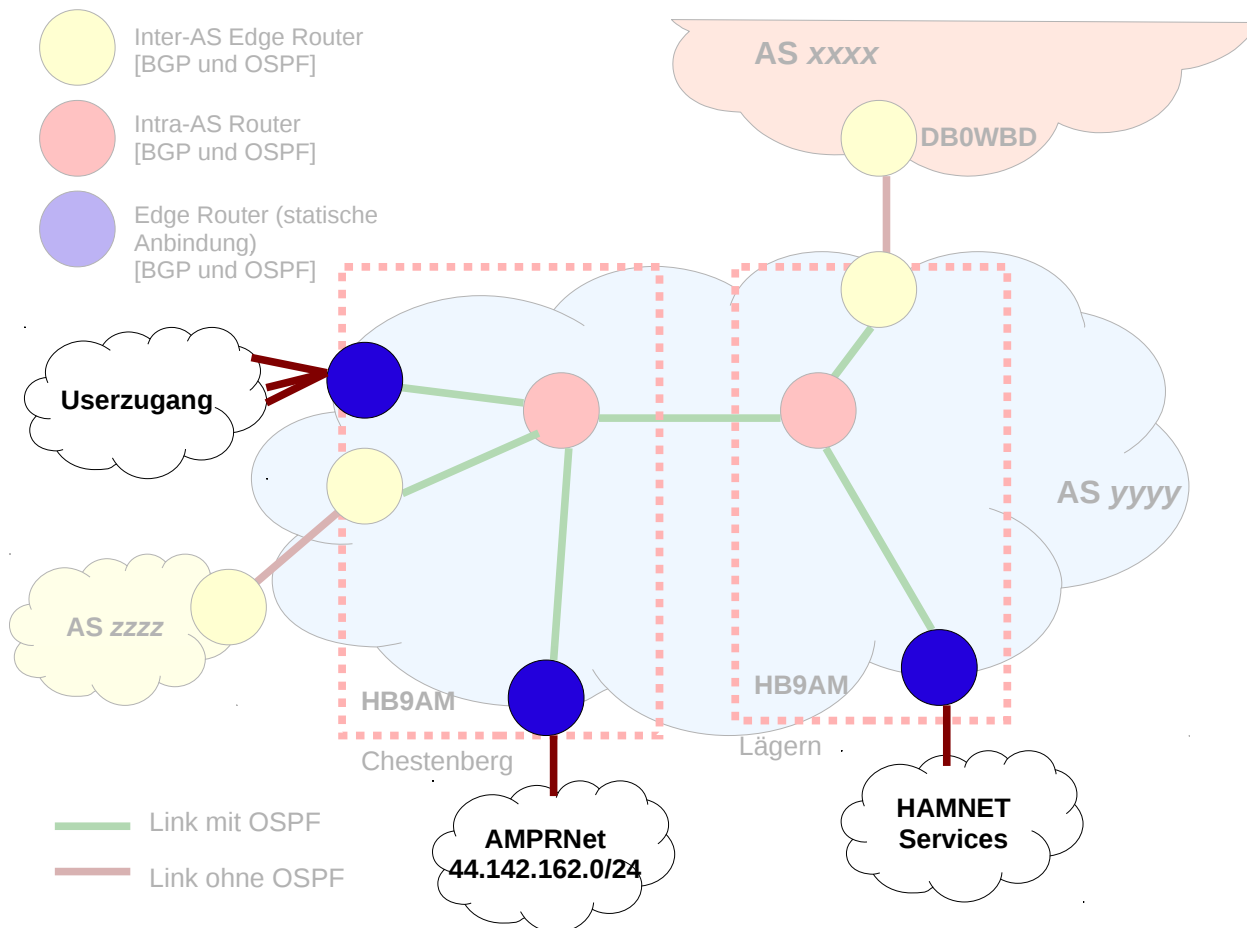 Inter-AS Edge Router
[BGP und OSPF]
Intra-AS Router
[BGP und OSPF]
Edge Router (statische
Anbindung)
[BGP und OSPF]
AS xxxx
DB0WBD
Userzugang
AS yyyy
AS zzzz
HB9AM
Chestenberg
HB9AM
Lägern
AMPRNet
44.142.162.0/24
HAMNET
Services
Link mit OSPF
Link ohne OSPF